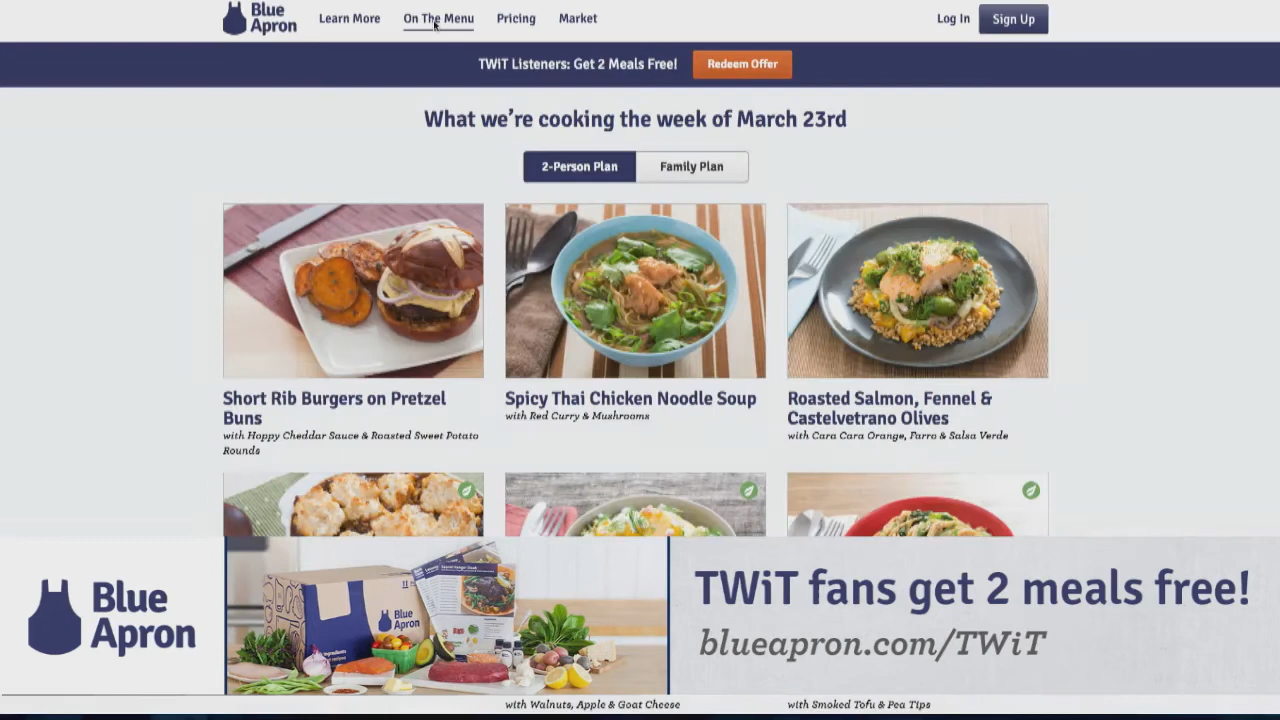 Blue
Apron
Learn More
On The Menu
Pricing
Market
Log In
Sign Up
TWiT Listeners: Get 2 Meals Free!
Redeem Offer
What we're cooking the week of March 23rd
2-Person Plan
Family Plan
Short Rib Burgers on Pretzel
Buns
with Hoppy Cheddar Sauce & Roasted Sweet Potato
Rounds
Spicy Thai Chicken Noodle Soup
with Red Curry & Mushrooms
Roasted Salmon, Fennel &
Castelvetrano Olives
with Cara Cara Orange, Farro & Salsa Verde
Blue
Apron
Blue
Apron
TWiT fans get 2 meals free!
blueapron.com/TWiT
with Walnuts, Apple & Goat Cheese
with Smoked Tofu & Pea Tips